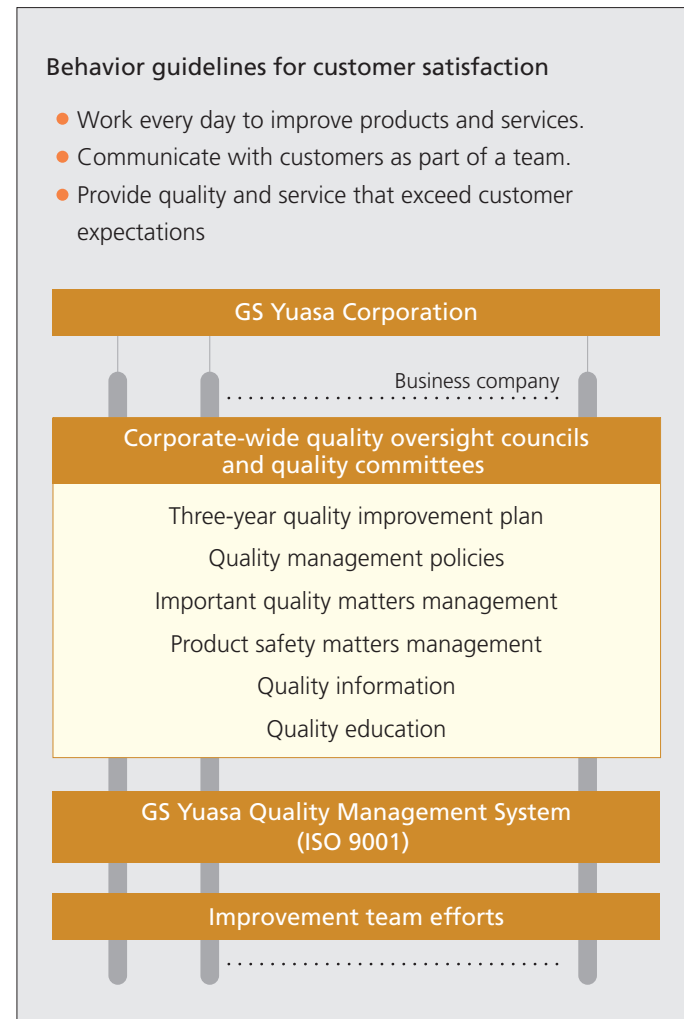 Behavior guidelines for customer satisfaction
● Work every day to improve products and services.
● Communicate with customers as part of a team.
● Provide quality and service that exceed customer
expectations
GS Yuasa Corporation
Business company
Corporate-wide quality oversight councils
and quality committees
Three-year quality improvement plan
Quality management policies
Important quality matters management
Product safety matters management
Quality information
Quality education
GS Yuasa Quality Management System
(ISO 9001)
Improvement team efforts